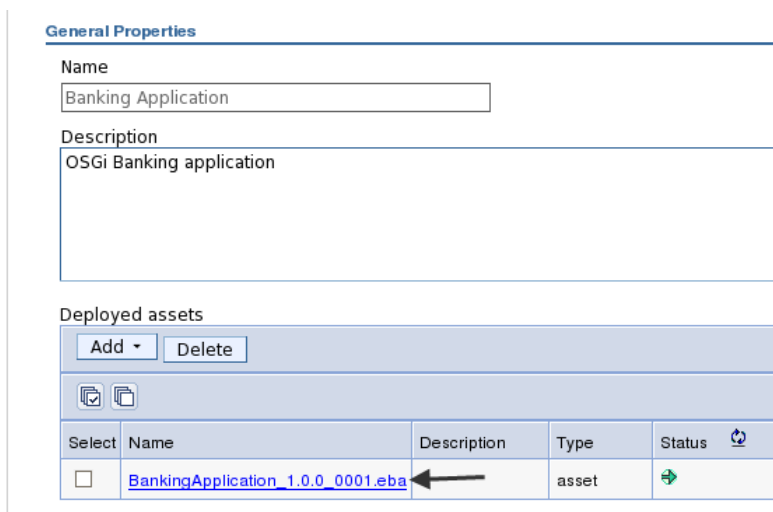 General Properties
Name
Banking Application
Description
OSGi Banking application
Deployed assets
Add Delete
Select Name Description Type Status
BankingApplication_1.0.0_0001.eba asset